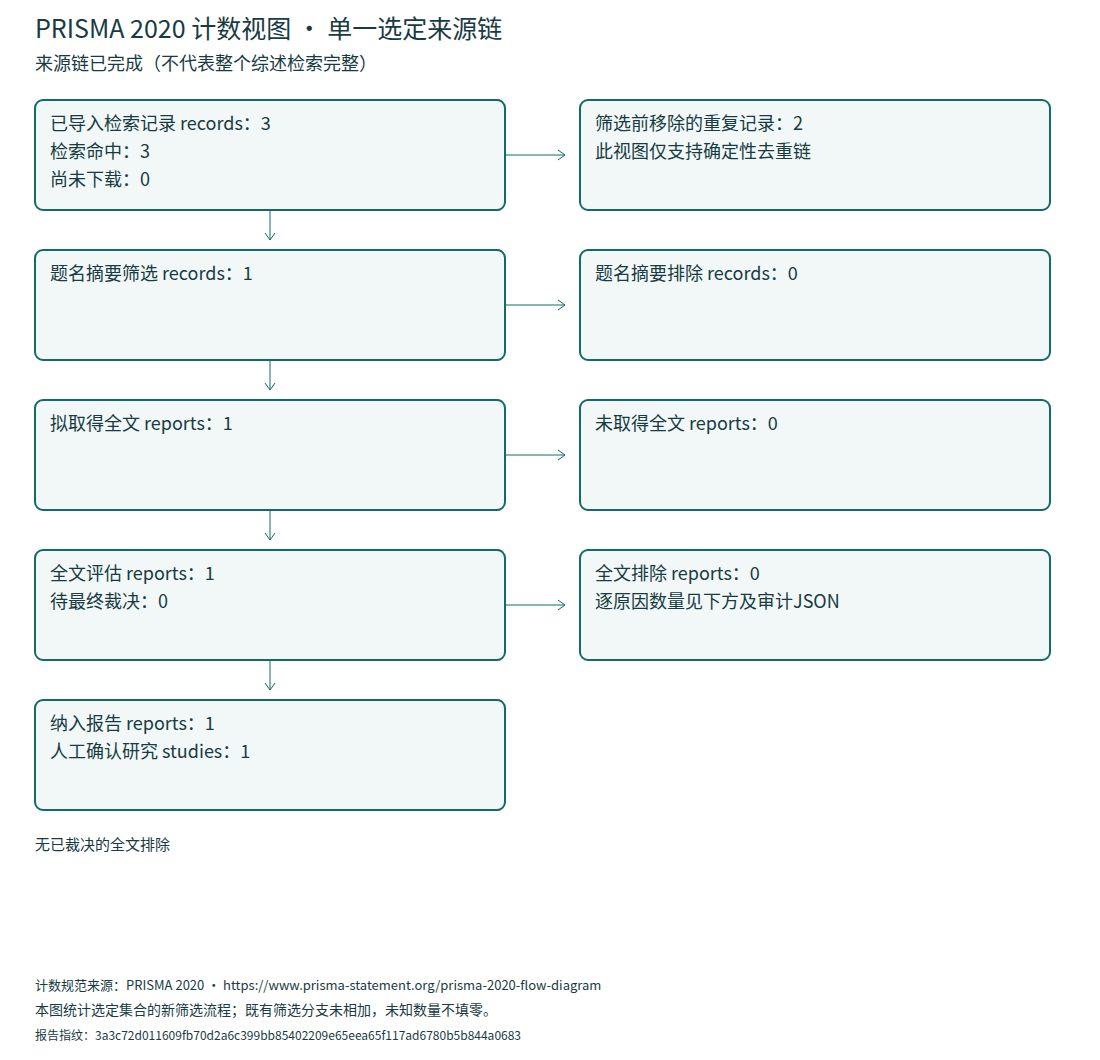 PRISMA 2020 计数视图 · 单一选定来源链
来源链已完成（不代表整个综述检索完整）
已导入检索记录 records：3
检索命中：3
尚未下载：0
筛选前移除的重复记录：2
此视图仅支持确定性去重链
题名摘要筛选 records：1
题名摘要排除 records：0
拟取得全文 reports：1
未取得全文 reports：0
全文评估 reports：1
待最终裁决：0
全文排除 reports：0
逐原因数量见下方及审计JSON
纳入报告 reports：1
人工确认研究 studies：1
无已裁决的全文排除
计数规范来源：PRISMA 2020 · https://www.prisma-statement.org/prisma-2020-flow-diagram
本图统计选定集合的新筛选流程；既有筛选分支未相加，未知数量不填零。
报告指纹：3a3c72d011609fb70d2a6c399bb85402209e65eea65f117ad6780b5b844a0683